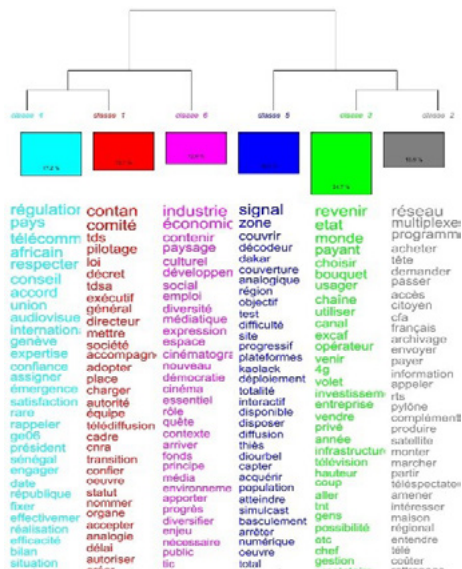 classe 4
classe 1
classe 6
classe 5
classe
classe 2
17,2 %
régulation
pays
télécomm
africain
respecter
conseil
accord
union
audiovisue
internation
genève
expertise
confiance
assigner
émergence
satisfaction
rare
rappeler
ge06
président
sénégal
engager
date
république
fixer
effectivemer
réalisation
efficacité
bilan
situation
contan
comité
tds
pilotage
loi
décret
tdsa
exécutif
général
directeur
mettre
société
accompagne
adopter
place
charger
autorité
équipe
télédiffusion
cadre
cnra
transition
confier
oeuvre
statut
nommer
organe
accepter
analogie
délai
autoriser
industrie
économic
contenir
paysage
culturel
développen
social
emploi
diversité
médiatique
expression
espace
cinématogra
nouveau
démocratie
cinéma
essentiel
rôle
quête
contexte
arriver
fonds
principe
média
environneme
apporter
progrès
diversifier
enjeu
nécessaire
public
tic
signal
zone
couvrir
décodeur
dakar
couverture
analogique
région
objectif
test
difficulté
site
progressif
plateformes
kaolack
déploiement
totalité
interactif
disponible
disposer
diffusion
thiès
diourbel
capter
acquérir
population
atteindre
simulcast
basculement
arrêter
numérique
oeuvre
total
revenir
etat
monde
payant
choisir
bouquet
usager
chaîne
utiliser
canal
excaf
opérateur
venir
4g
volet
investissem
entreprise
vendre
privé
année
infrastructur
télévision
hauteur
coup
aller
tnt
gens
possibilité
etc
chef
gestion
réseau
multiplexes
programme
acheter
tête
demander
passer
accès
citoyen
cfa
français
archivage
envoyer
payer
information
appeler
rts
pylône
complément
produire
satellite
monter
marcher
partir
téléspectate
amener
intéresser
maison
régional
entendre
télé
coûter